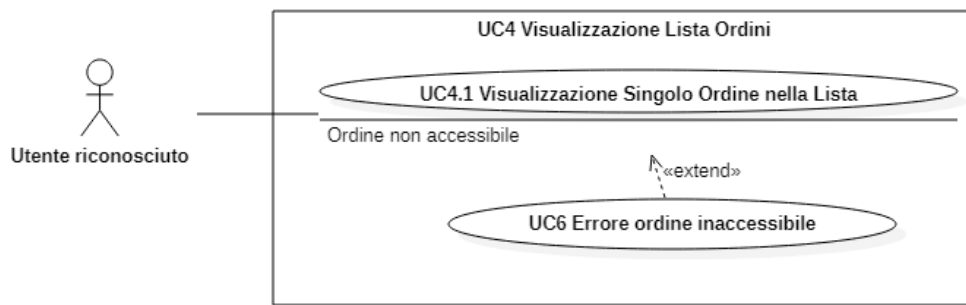 UC4 Visualizzazione Lista Ordini
UC4.1 Visualizzazione Singolo Ordine nella Lista
Ordine non accessibile
Utente riconosciuto
«extend»
UC6 Errore ordine inaccessibile